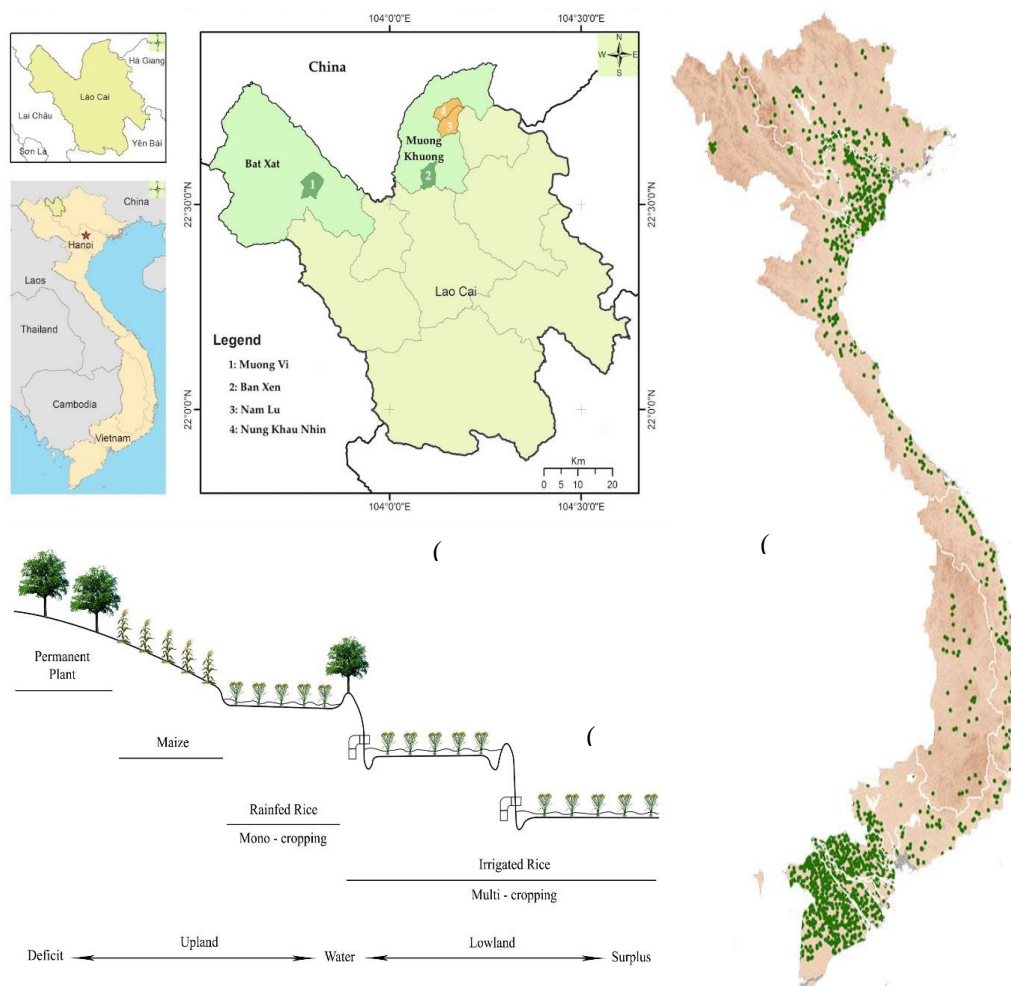 N
Hà Giang
Lào Cai
Lai Châu
Sơn La
Yên Bái
China
Hanoi
Laos
Thailand
Cambodia
Vietnam
104°0'0"E
104°30'0"E
N
W
E
S
China
4
3
Muong
Khuong
Bat Xat
2
1
22°30'0"N
22°30'0"N
Lao Cai
Legend
1: Muong Vi
2: Ban Xen
3: Nam Lu
4: Nung Khau Nhin
22°0'0"N
22°0'0"N
Km
0 5 10 20
104°0'0"E
104°30'0"E
(
(
Permanent
Plant
Maize
(
Rainfed Rice
Mono - cropping
Irrigated Rice
Multi - cropping
Deficit
Upland
Water
Lowland
Surplus